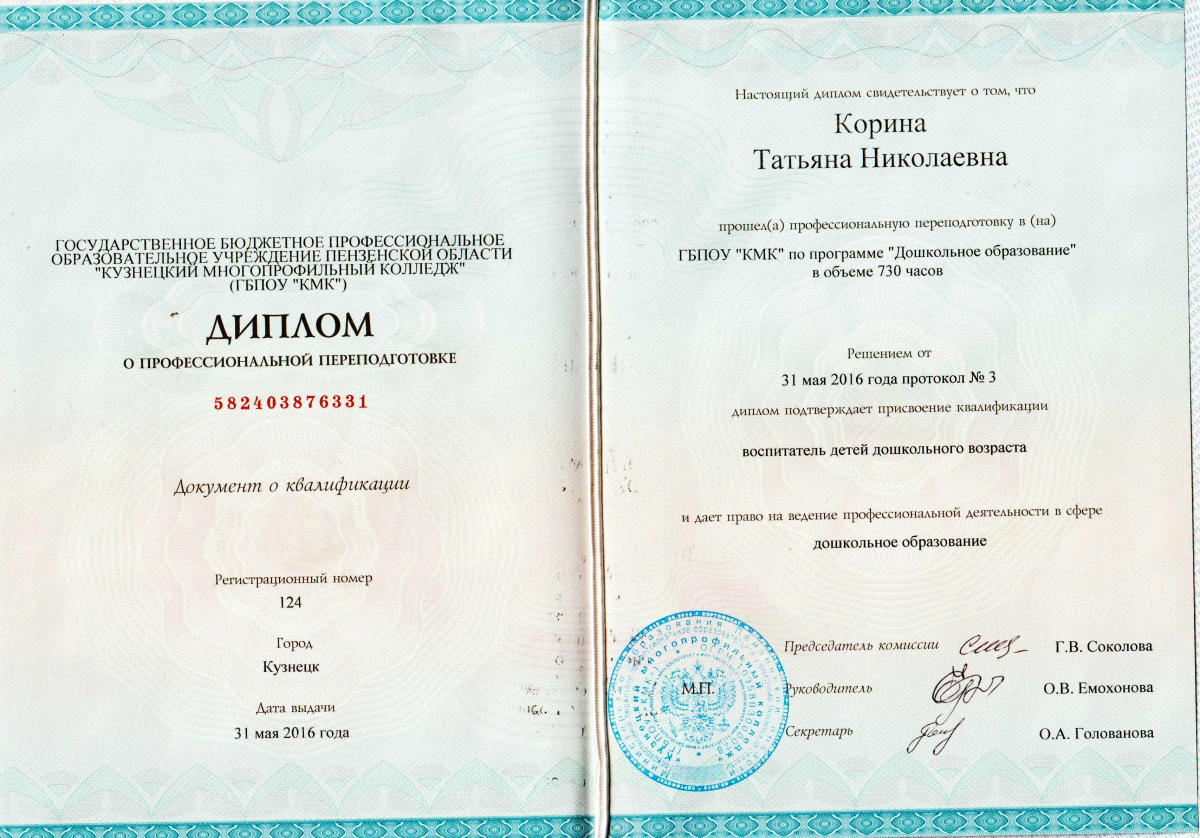 ГОСУДАРСТВЕННОЕ БЮДЖЕТНОЕ ПРОФЕССИОНАЛЬНОЕ
ОБРАЗОВАТЕЛЬНОЕ УЧРЕЖДЕНИЕ ПЕНЗЕНСКОЙ ОБЛАСТИ
"КУЗНЕЦКИЙ МНОГОПРОФИЛЬНЫЙ КОЛЛЕДЖ"
(ГБПОУ "КМК")
ДИПЛОМ
О ПРОФЕССИОНАЛЬНОЙ ПЕРЕПОДГОТОВКЕ
582403876331
Документ о квалификации
Регистрационный номер
124
Город
Кузнецк
Дата выдачи
31 мая 2016 года
Настоящий диплом свидетельствует о том, что
Корина
Татьяна Николаевна
прошел(а) профессиональную переподготовку в (на)
ГБПОУ "КМК" по программе "Дошкольное образование"
в объеме 730 часов
Решением от
31 мая 2016 года протокол № 3
диплом подтверждает присвоение квалификации
воспитатель детей дошкольного возраста
и дает право на ведение профессиональной деятельности в сфере
дошкольное образование
Председатель комиссии Г.В. Соколова
М.П. Руководитель О.В. Емохонова
Секретарь О.А. Голованова
Кузнецкий многопрофильный колледж